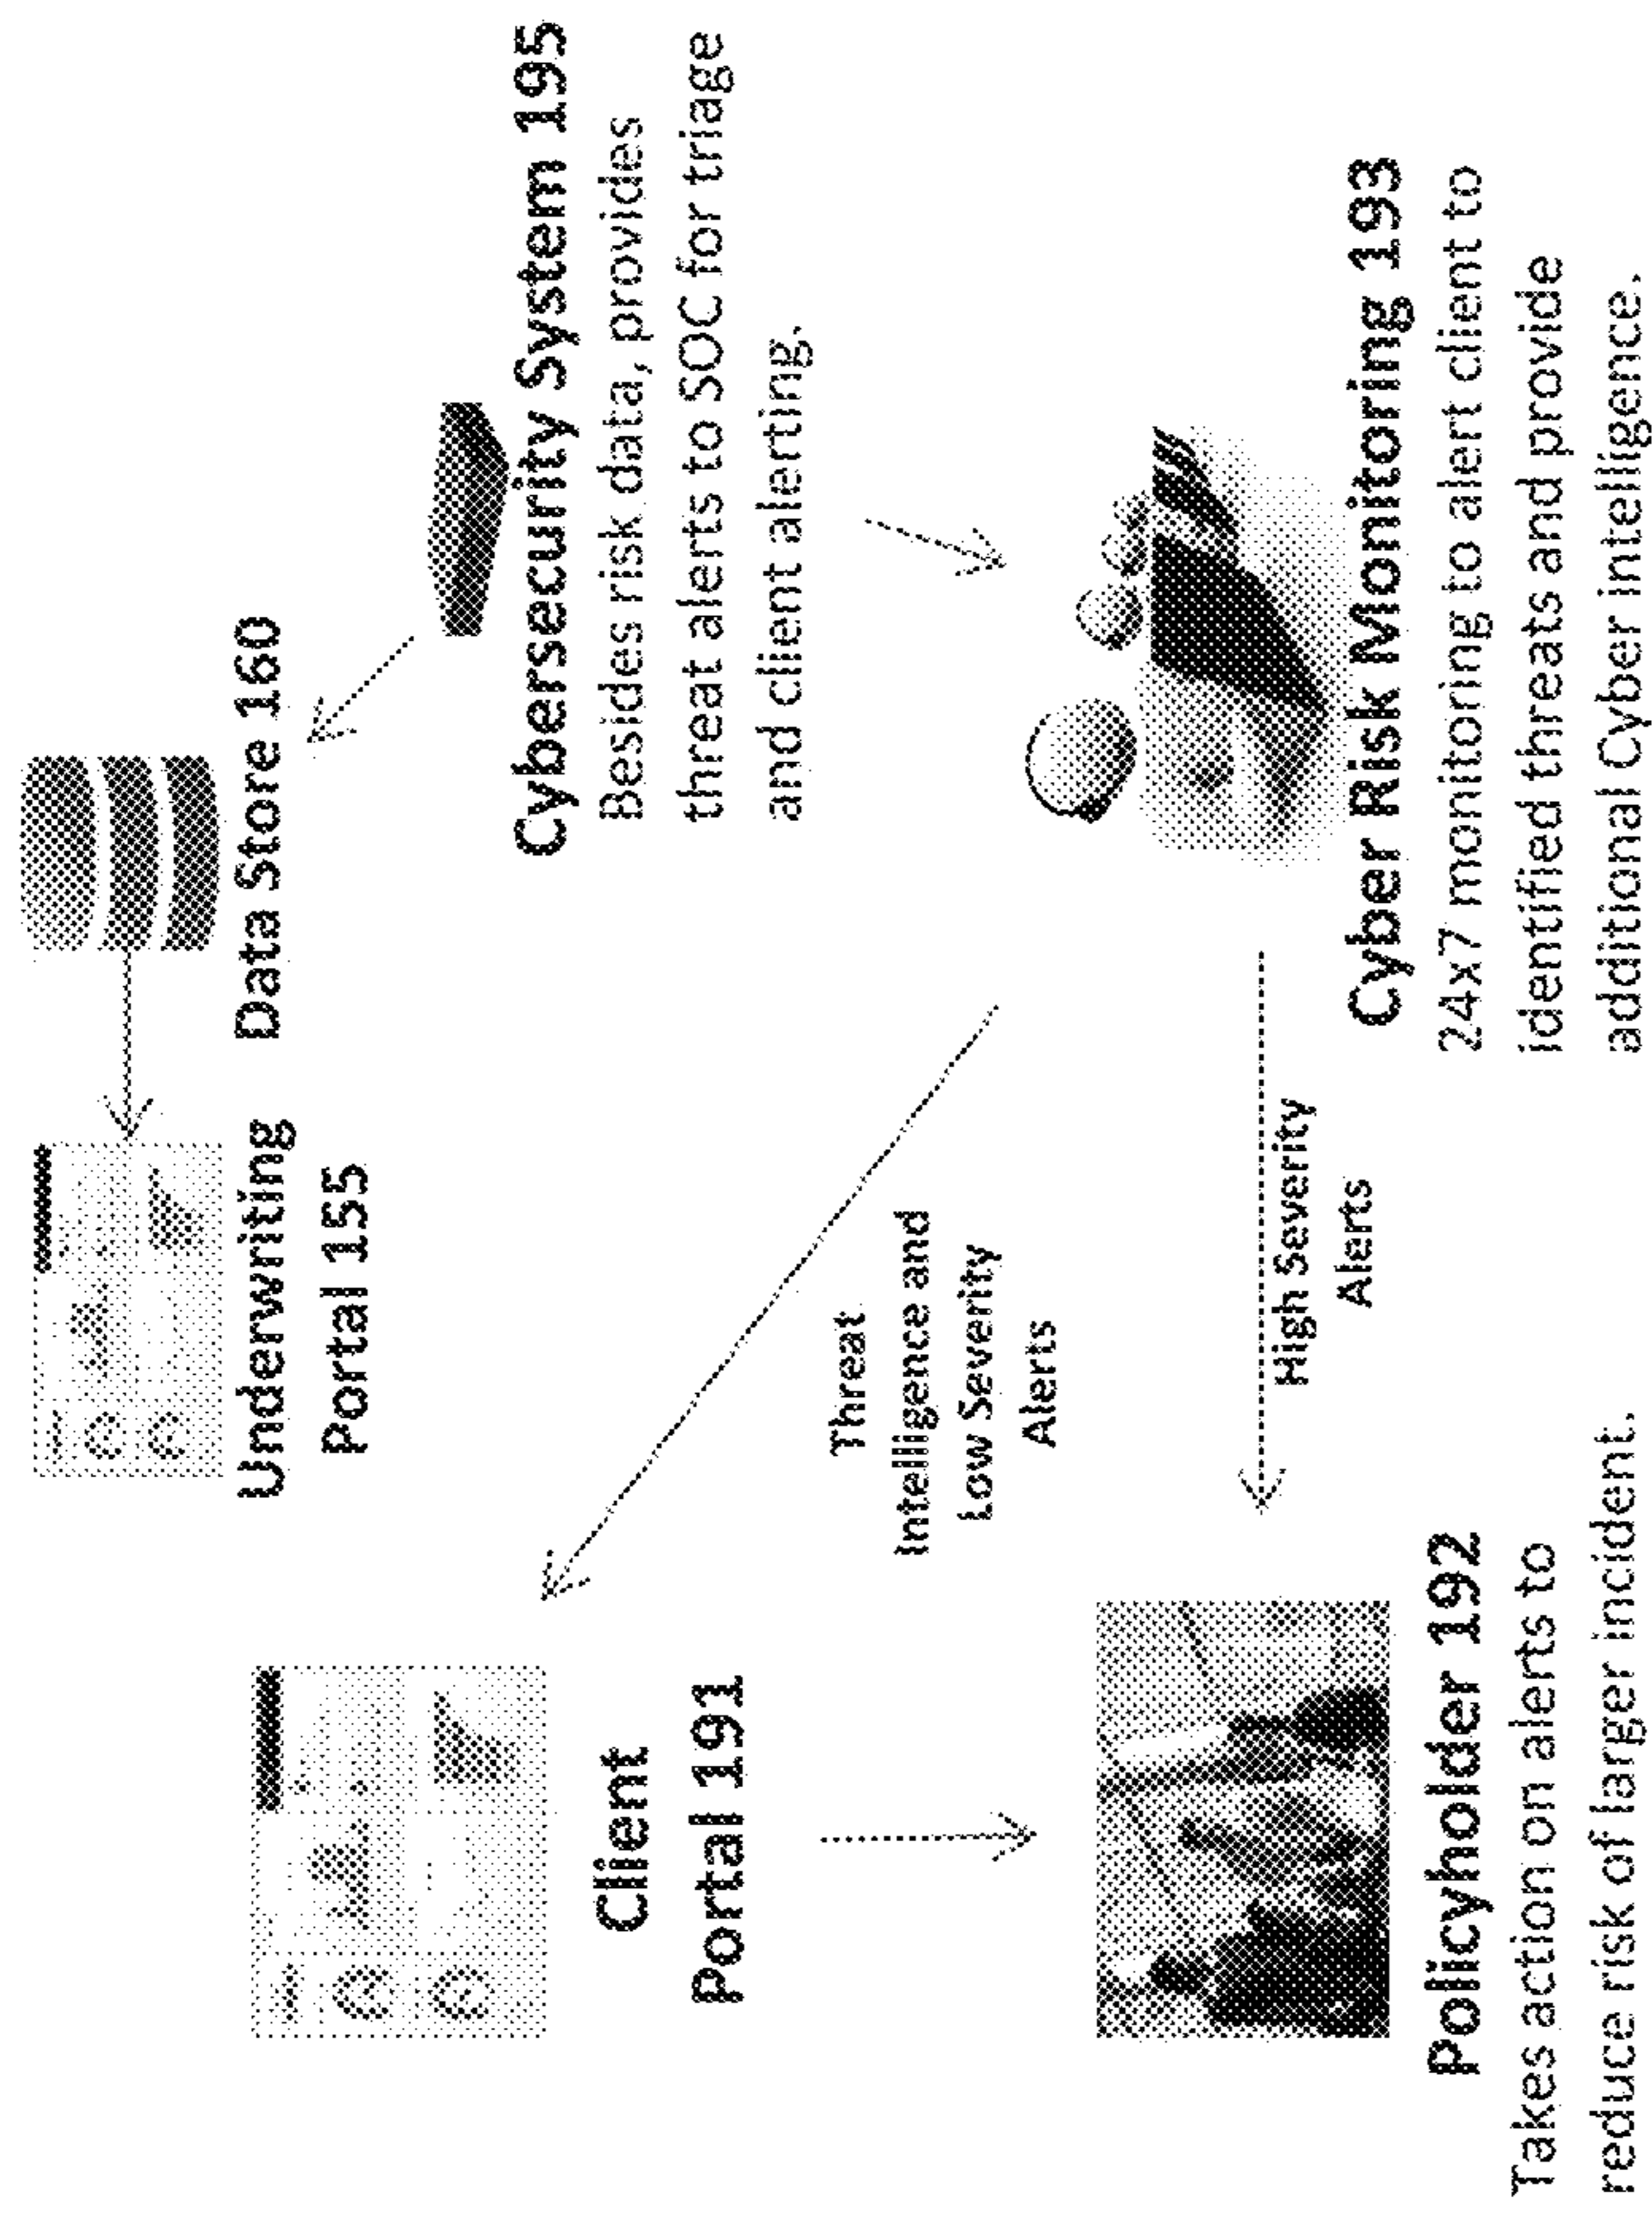 Underwriting
Portal 155
Data Store 160
Cybersecurity System 195
Besides risk data, provides
threat alerts to SOC for triage
and client alerting.
Client
Portal 191
Threat
Intelligence and
Low Severity
Alerts
High Severity
Alerts
Policyholder 192
Takes action on alerts to
reduce risk of larger incident.
Cyber Risk Monitoring 193
24x7 monitoring to alert client to
identified threats and provide
additional Cyber intelligence.